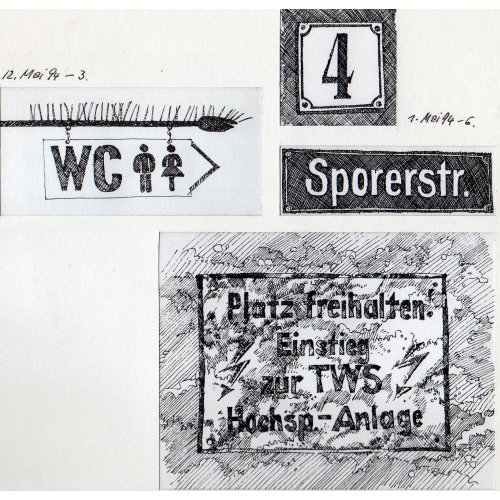 4
12. Mai 94 - 3.
1. Mai 94 - 6.
WC
Sporerstr.
Platz freihalten!
Einstieg
zur TWS
Hochsp.-Anlage